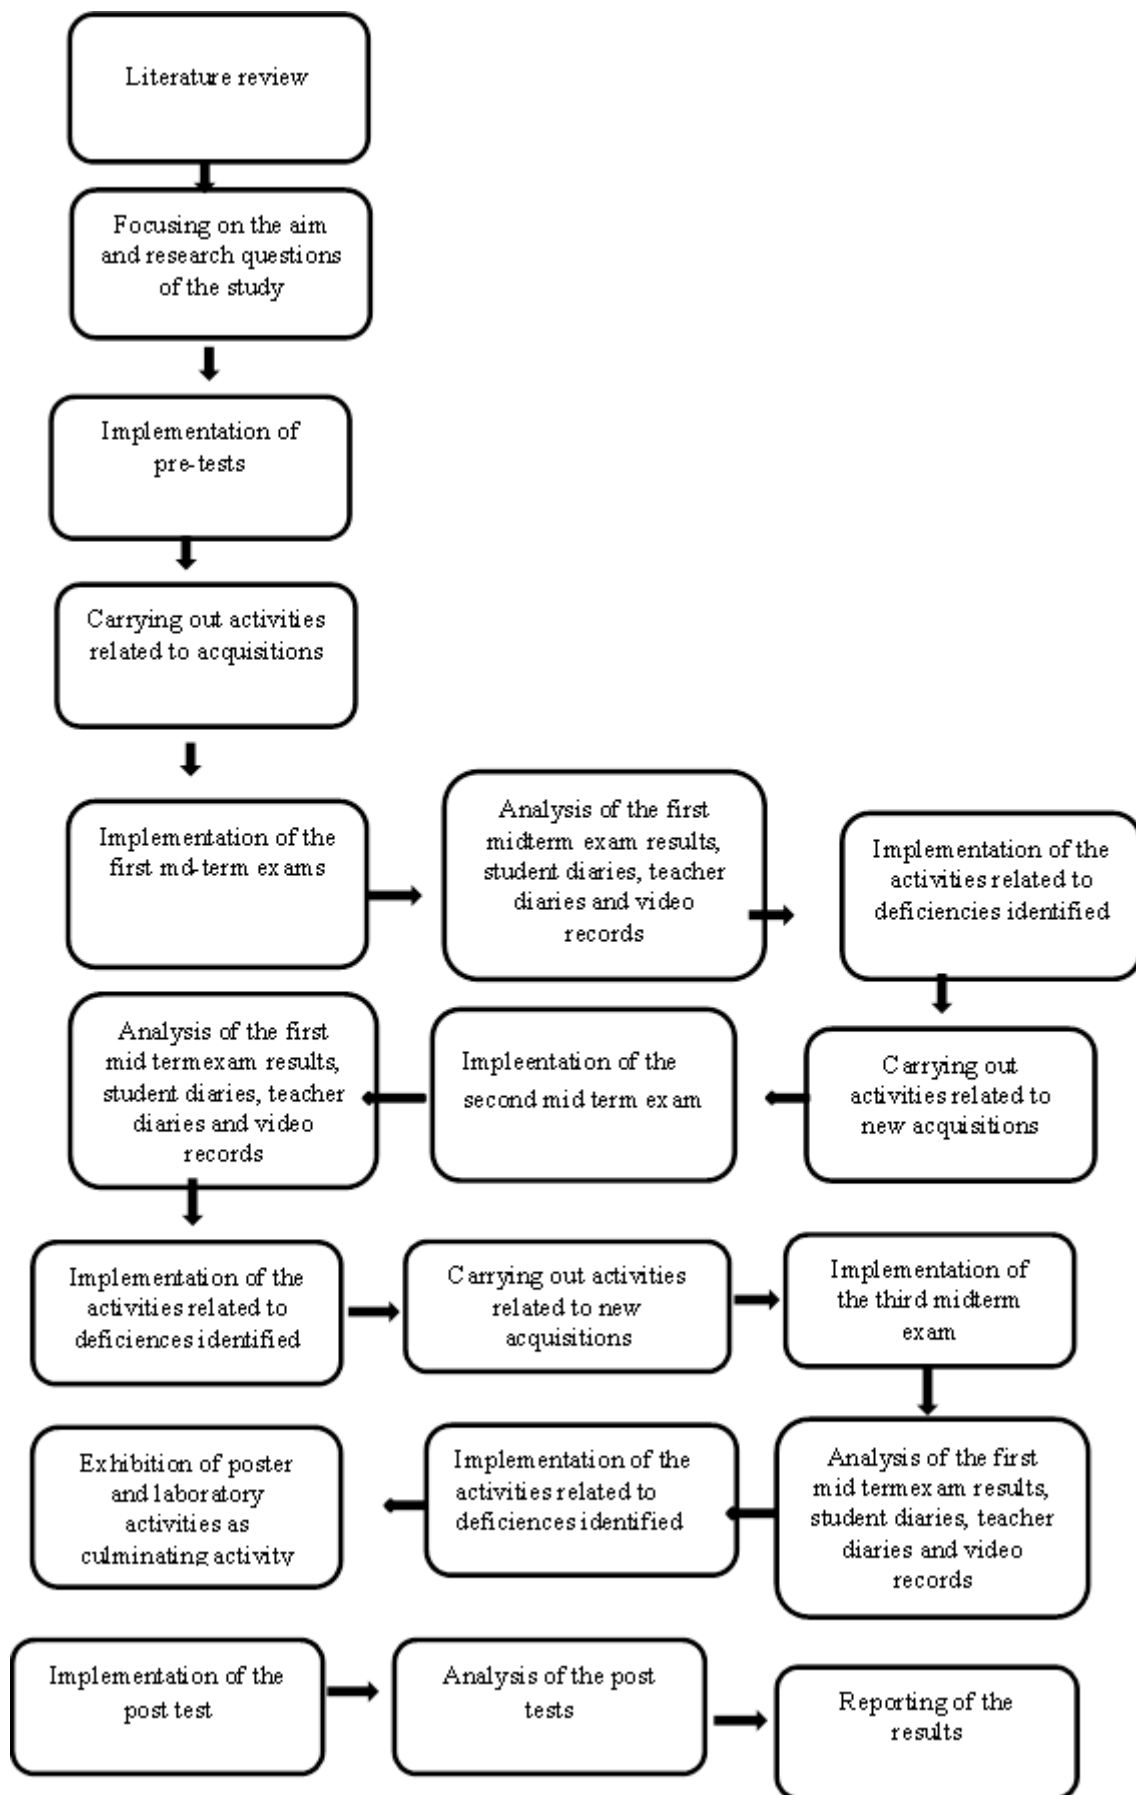 Literature review
Focusing on the aim
and research questions
of the study
Implementation of
pre-tests
Carrying out activities
related to acquisitions
Implementation of the
first md-term exams
Analysis of the first
midterm exam results,
student diaries, teacher
diaries and video
records
Implementation of the
activities related to
deficiencies identified
Carrying out
activities related to
new acquisitions
Impleentation of the
second mid term exam
Analysis of the first
mid termexam results,
student diaries, teacher
diaries and video
records
Implementation of the
activities related to
deficiences identified
Carrying out activities
related to new
acquisitions
Implementation of
the third midterm
exam
Analysis of the first
mid termexam results,
student diaries, teacher
diaries and video
records
Implementation of the
activities related to
deficiences identified
Exhibition of poster
and laboratory
activities as
culminating activity
Implementation of the
post test
Analysis of the post
tests
Reporting of the
results